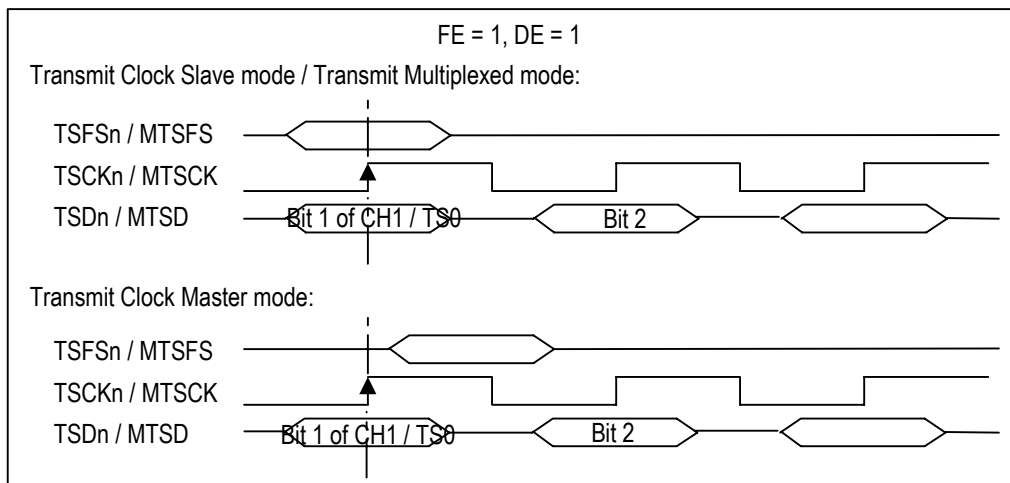 FE = 1, DE = 1
Transmit Clock Slave mode / Transmit Multiplexed mode:
TSFSn / MTSFS
TSCKn / MTSCK
TSDn / MTSD
Bit 1 of CH1 / TS0
Bit 2
Transmit Clock Master mode:
TSFSn / MTSFS
TSCKn / MTSCK
TSDn / MTSD
Bit 1 of CH1 / TS0
Bit 2